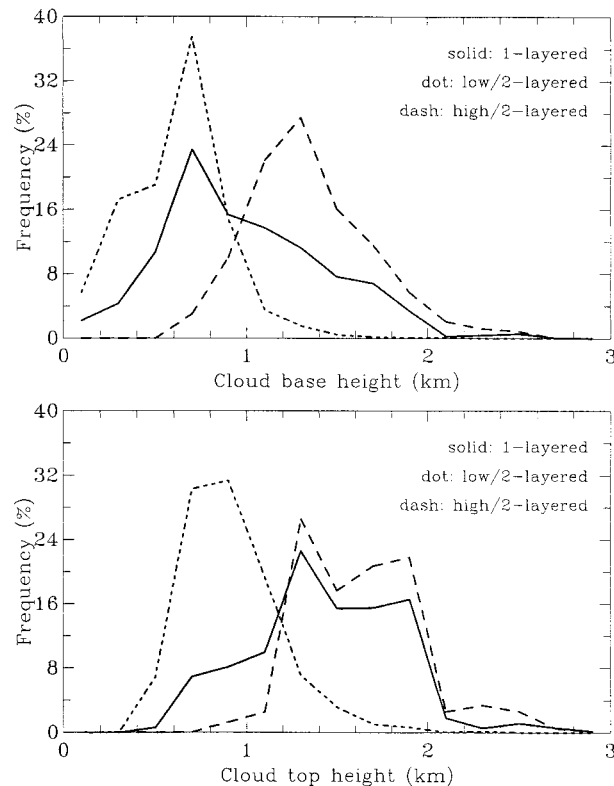 40
32
24
16
8
0
Frequency (%)
solid: 1-layered
dot: low/2-layered
dash: high/2-layered
0 1 2 3
Cloud base height (km)
40
32
24
16
8
0
Frequency (%)
solid: 1-layered
dot: low/2-layered
dash: high/2-layered
0 1 2 3
Cloud top height (km)